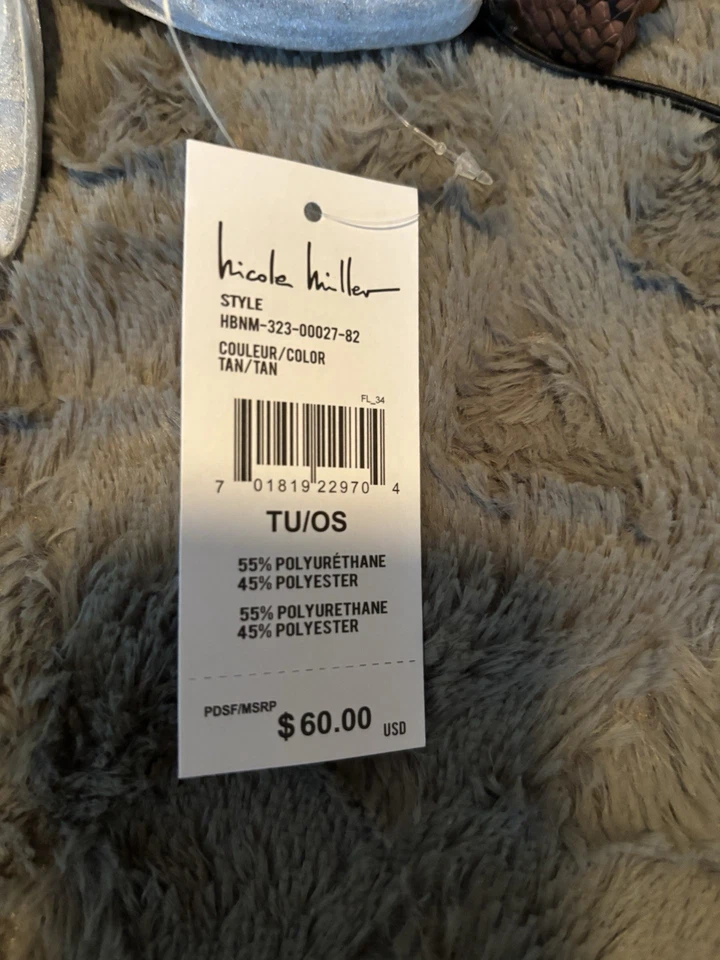 Nicole Miller
STYLE
HBNM-323-00027-82
COULEUR/COLOR
TAN/TAN
FL_34
7 01819 22970 4
TU/OS
55% POLYURÉTHANE
45% POLYESTER
55% POLYURETHANE
45% POLYESTER
PDSF/MSRP $60.00 USD